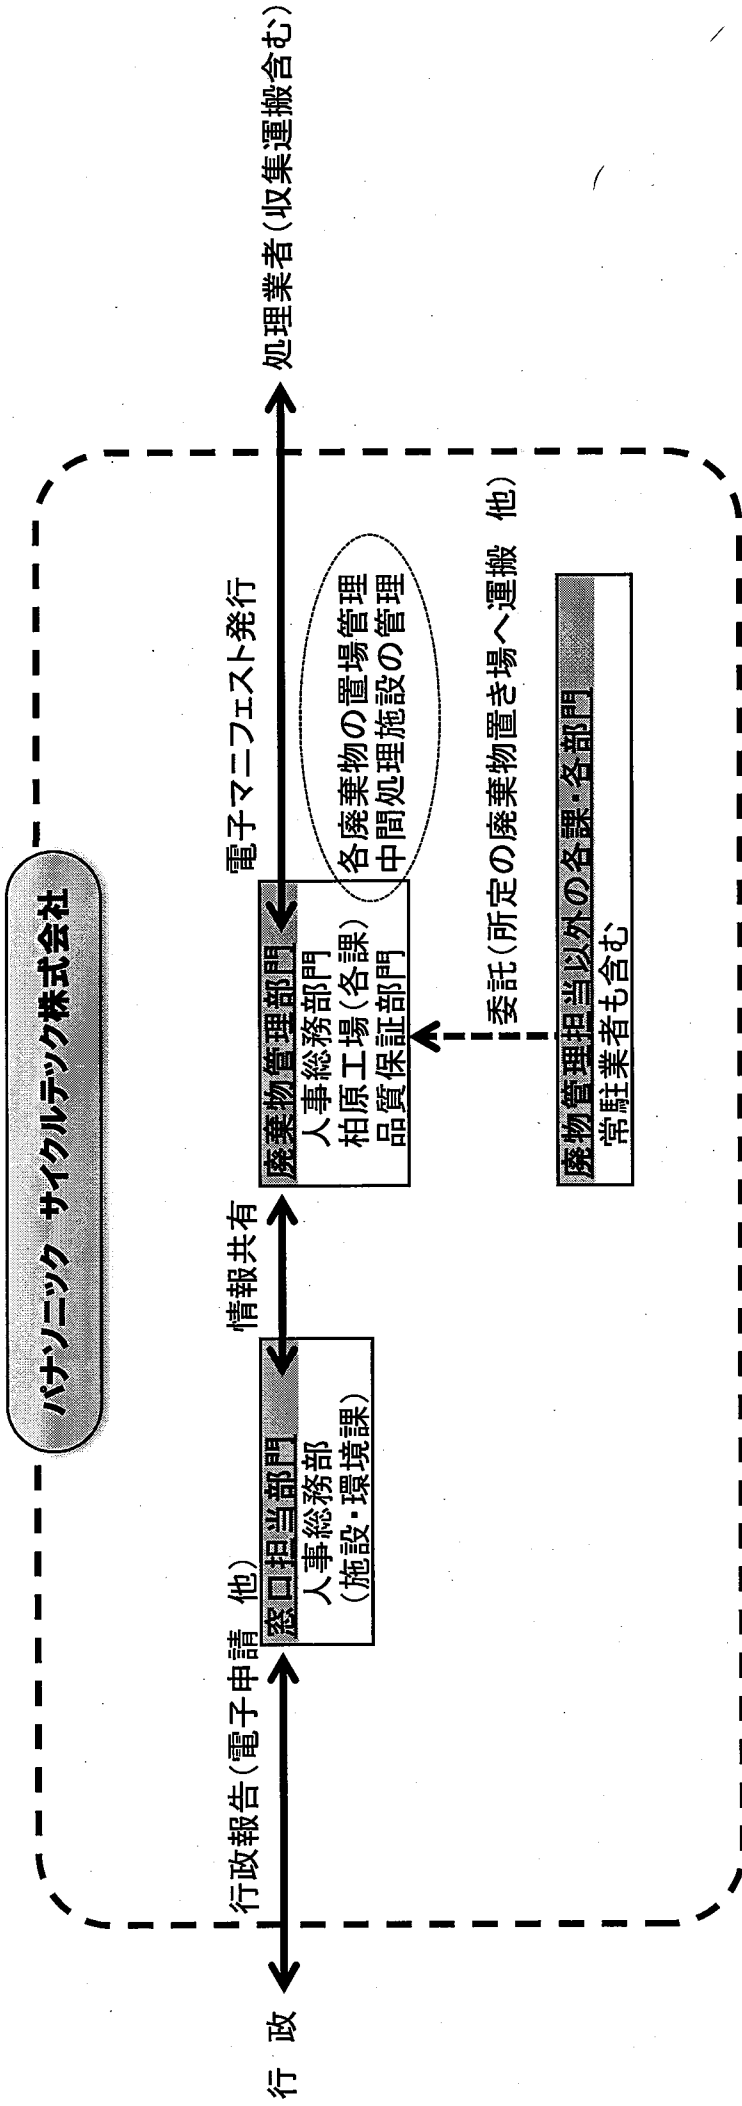 パナソニック サイクルテック株式会社
行 政
行政報告(電子申請 他)
窓口担当部門
人事総務部
(施設・環境課)
情報共有
廃棄物管理部門
人事総務部門
柏原工場(各課)
品質保証部門
電子マニフェスト発行
各廃棄物の置場管理
中間処理施設の管理
処理業者(収集運搬含む)
委託(所定の廃棄物置き場へ運搬 他)
廃物管理担当以外の各課・各部門
常駐業者も含む